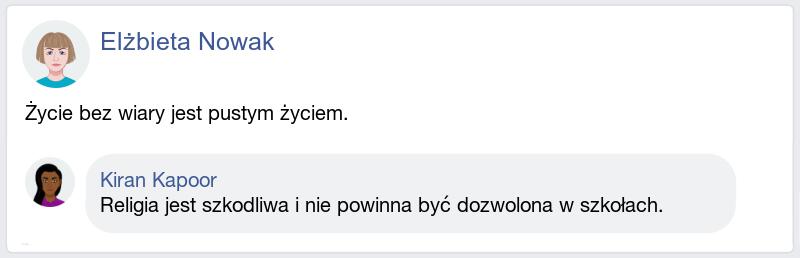 Elżbieta Nowak
Życie bez wiary jest pustym życiem.
Kiran Kapoor
Religia jest szkodliwa i nie powinna być dozwolona w szkołach.